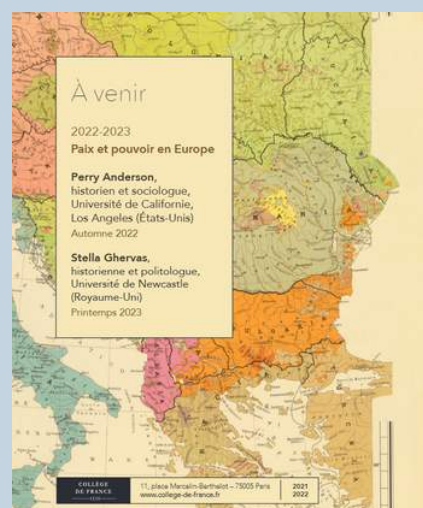 À venir
2022-2023
Paix et pouvoir en Europe
Perry Anderson,
historien et sociologue,
Université de Californie,
Los Angeles (États-Unis)
Automne 2022
Stella Ghervas,
historienne et politologue,
Université de Newcastle
(Royaume-Uni)
Printemps 2023
COLLÈGE
DE FRANCE
1530
11, place Marcelin-Berthelot – 75005 Paris
www.college-de-france.fr
2021
2022